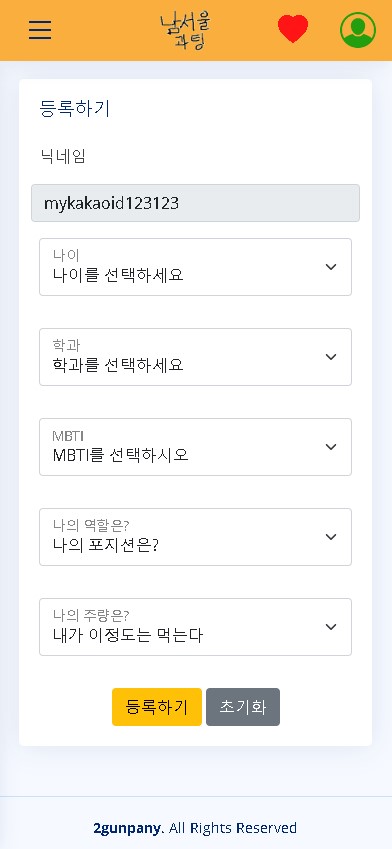 남서울
과팅
등록하기
닉네임
mykakaoid123123
나이
나이를 선택하세요
학과
학과를 선택하세요
MBTI
MBTI를 선택하시오
나의 역할은?
나의 포지션은?
나의 주량은?
내가 이정도는 먹는다
등록하기 초기화
2gunpany. All Rights Reserved